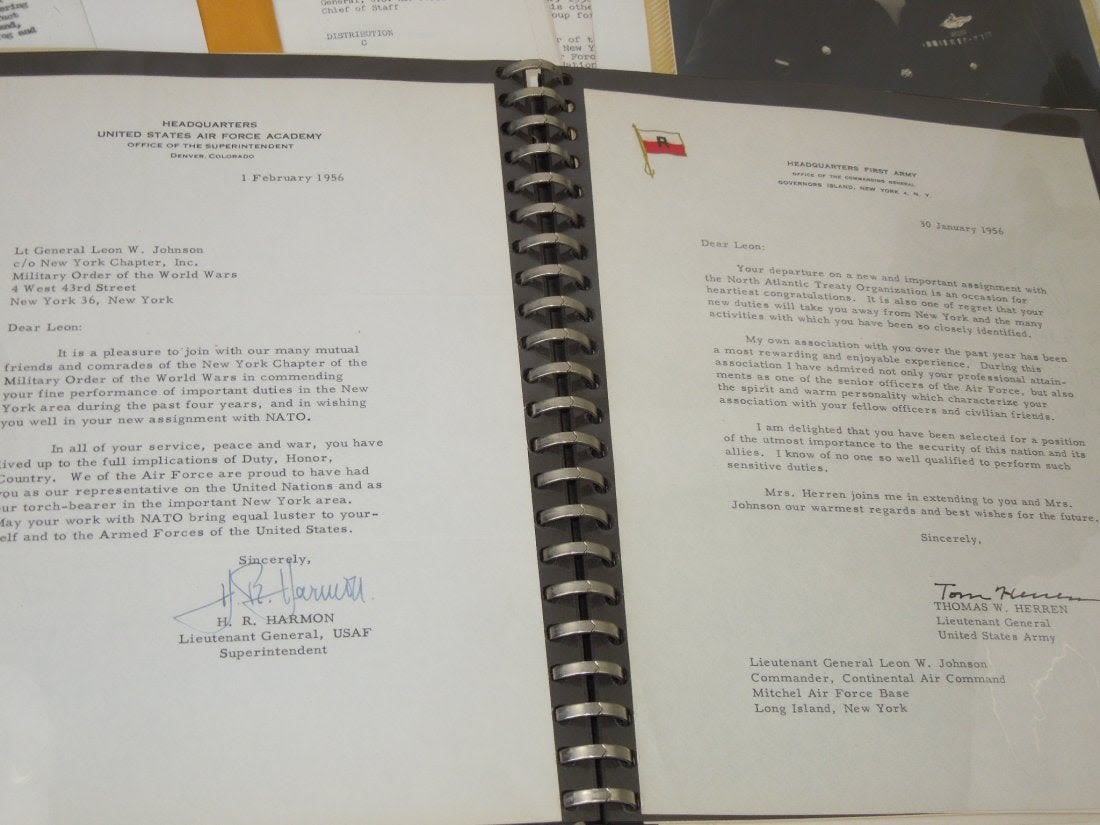 General,
Chief of Staff
DISTRIBUTION
C
HEADQUARTERS
UNITED STATES AIR FORCE ACADEMY
OFFICE OF THE SUPERINTENDENT
DENVER, COLORADO
1 February 1956
Lt General Leon W. Johnson
c/o New York Chapter, Inc.
Military Order of the World Wars
4 West 43rd Street
New York 36, New York
Dear Leon:
It is a pleasure to join with our many mutual
friends and comrades of the New York Chapter of the
Military Order of the World Wars in commending
your fine performance of important duties in the New
York area during the past four years, and in wishing
you well in your new assignment with NATO.
In all of your service, peace and war, you have
lived up to the full implications of Duty, Honor,
Country. We of the Air Force are proud to have had
you as our representative on the United Nations and as
our torch-bearer in the important New York area.
May your work with NATO bring equal luster to your-
self and to the Armed Forces of the United States.
Sincerely,
H. R. Harmon
H. R. HARMON
Lieutenant General, USAF
Superintendent
R
HEADQUARTERS FIRST ARMY
OFFICE OF THE COMMANDING GENERAL
GOVERNORS ISLAND, NEW YORK 4, N. Y.
30 January 1956
Dear Leon:
Your departure on a new and important assignment with
the North Atlantic Treaty Organization is an occasion for
heartiest congratulations. It is also one of regret that your
new duties will take you away from New York and the many
activities with which you have been so closely identified.
My own association with you over the past year has been
a most rewarding and enjoyable experience. During this
association I have admired not only your professional attain-
ments as one of the senior officers of the Air Force, but also
the spirit and warm personality which characterize your
association with your fellow officers and civilian friends.
I am delighted that you have been selected for a position
of the utmost importance to the security of this nation and its
allies. I know of no one so well qualified to perform such
sensitive duties.
Mrs. Herren joins me in extending to you and Mrs.
Johnson our warmest regards and best wishes for the future.
Sincerely,
Tom Herren
THOMAS W. HERREN
Lieutenant General
United States Army
Lieutenant General Leon W. Johnson
Commander, Continental Air Command
Mitchel Air Force Base
Long Island, New York